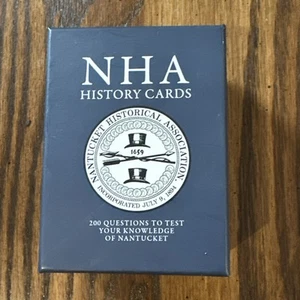 NHA
HISTORY CARDS
NANTUCKET HISTORICAL ASSOCIATION
1659
INCORPORATED JULY 9, 1894
200 QUESTIONS TO TEST
YOUR KNOWLEDGE
OF NANTUCKET